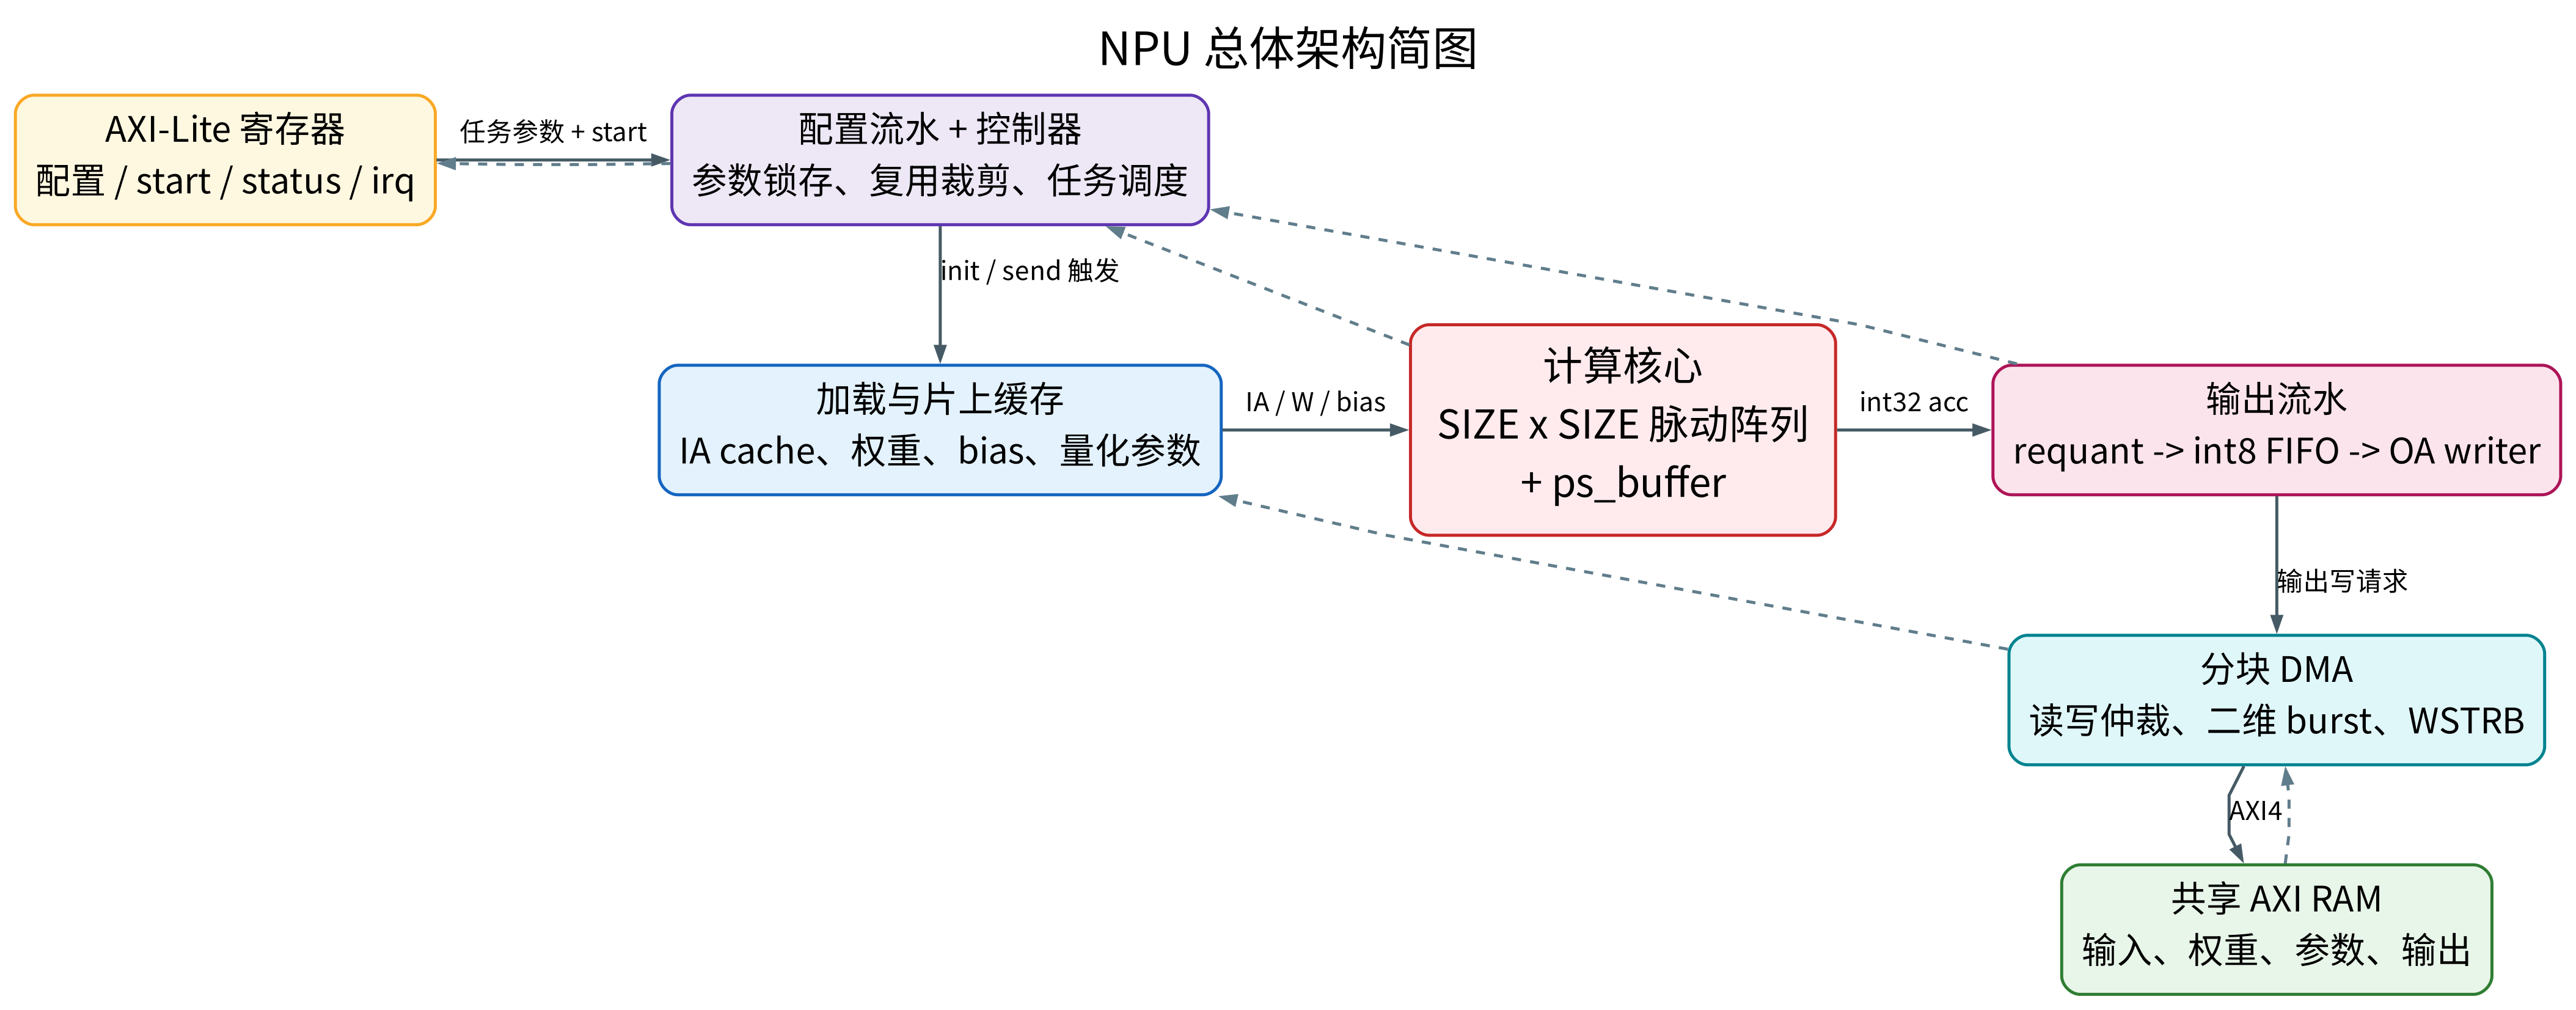 NPU 总体架构简图
AXI-Lite 寄存器
配置 / start / status / irq
任务参数 + start
配置流水 + 控制器
参数锁存、复用裁剪、任务调度
init / send 触发
加载与片上缓存
IA cache、权重、bias、量化参数
IA / W / bias
计算核心
SIZE x SIZE 脉动阵列
+ ps_buffer
int32 acc
输出流水
requant -> int8 FIFO -> OA writer
输出写请求
分块 DMA
读写仲裁、二维 burst、WSTRB
AXI4
共享 AXI RAM
输入、权重、参数、输出